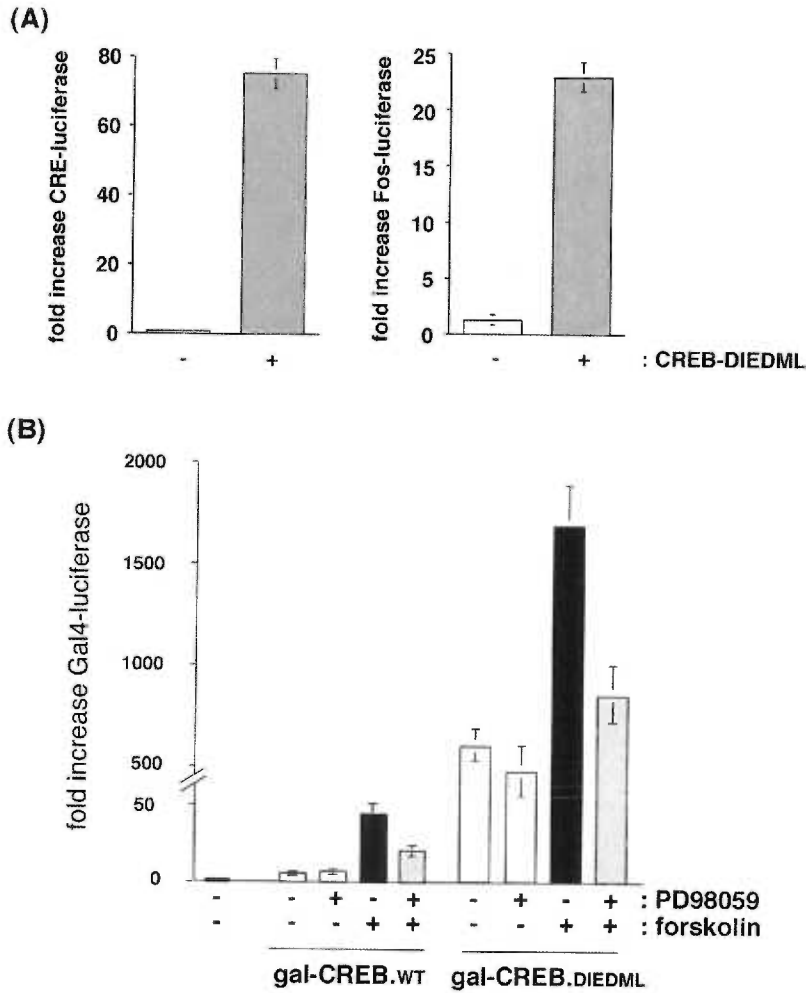 (A)
fold increase CRE-luciferase
80
60
40
20
0
- +
fold increase Fos-luciferase
25
20
15
10
5
0
- + : CREB-DIEDML
(B)
fold increase Gal4-luciferase
2000
1500
1000
500
50
0
- - + - + - + - + : PD98059
- - - + + - - + + : forskolin
gal-CREB.WT gal-CREB.DIEDML